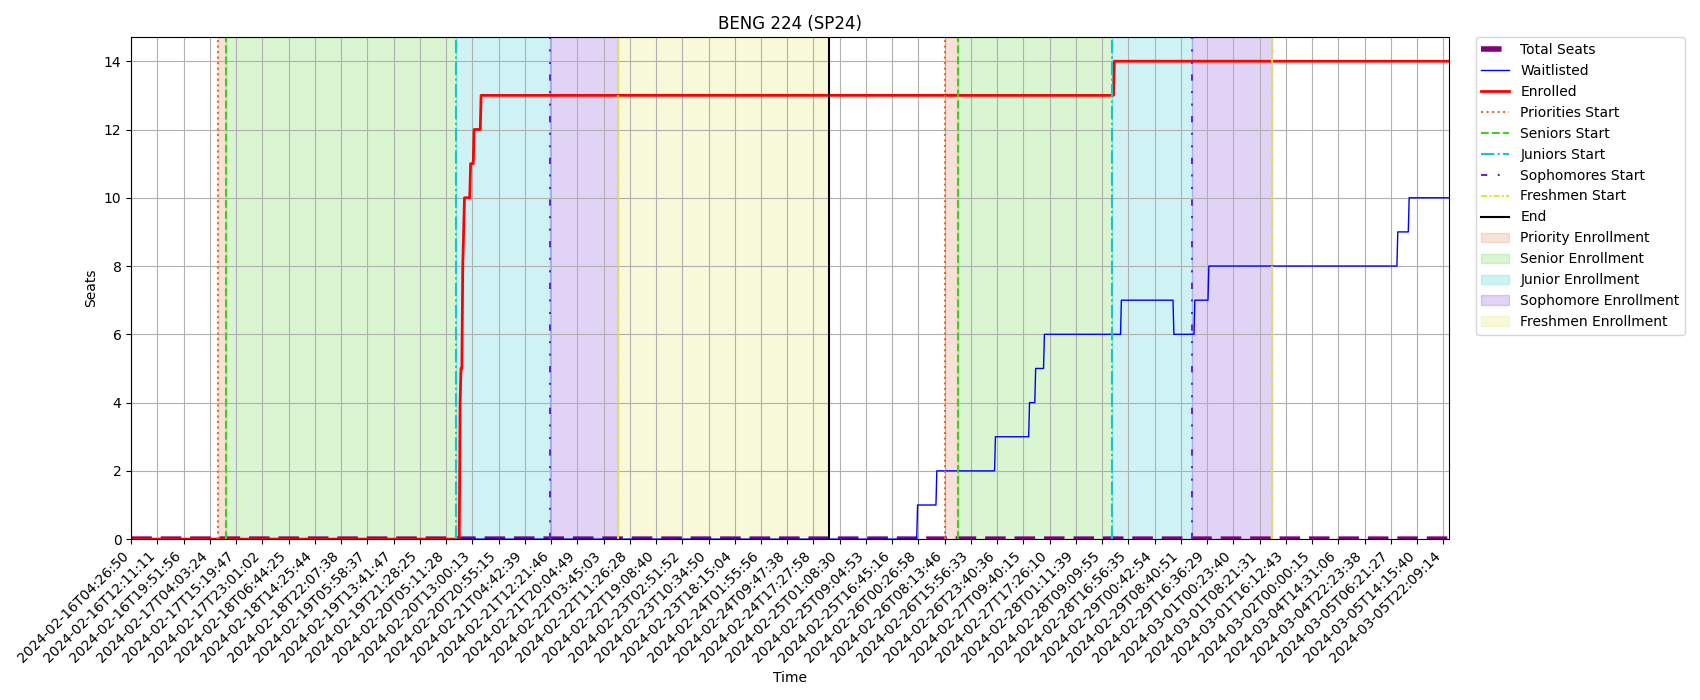 BENG 224 (SP24)
Seats
14
12
10
8
6
4
2
0
2024-02-16T04:26:50
2024-02-16T12:11:11
2024-02-16T19:51:56
2024-02-17T04:03:24
2024-02-17T15:19:47
2024-02-17T23:01:02
2024-02-18T06:44:25
2024-02-18T14:25:44
2024-02-18T22:07:38
2024-02-19T05:58:37
2024-02-19T13:41:47
2024-02-19T21:28:25
2024-02-20T05:11:28
2024-02-20T13:00:13
2024-02-20T20:55:15
2024-02-21T04:42:39
2024-02-21T12:21:46
2024-02-21T20:04:49
2024-02-22T03:45:03
2024-02-22T11:26:28
2024-02-22T19:08:40
2024-02-23T02:51:52
2024-02-23T10:34:50
2024-02-23T18:15:04
2024-02-24T01:55:56
2024-02-24T09:47:38
2024-02-24T17:27:58
2024-02-25T01:08:30
2024-02-25T09:04:53
2024-02-25T16:45:16
2024-02-26T00:26:58
2024-02-26T08:13:46
2024-02-26T15:56:33
2024-02-26T23:40:36
2024-02-27T09:40:15
2024-02-27T17:26:10
2024-02-28T01:11:39
2024-02-28T09:09:55
2024-02-28T16:56:35
2024-02-29T00:42:54
2024-02-29T08:40:51
2024-02-29T16:36:29
2024-03-01T00:23:40
2024-03-01T08:21:31
2024-03-01T16:12:43
2024-03-02T00:00:15
2024-03-04T14:31:06
2024-03-04T22:23:38
2024-03-05T06:21:27
2024-03-05T14:15:40
2024-03-05T22:09:14
Time
Total Seats
Waitlisted
Enrolled
Priorities Start
Seniors Start
Juniors Start
Sophomores Start
Freshmen Start
End
Priority Enrollment
Senior Enrollment
Junior Enrollment
Sophomore Enrollment
Freshmen Enrollment